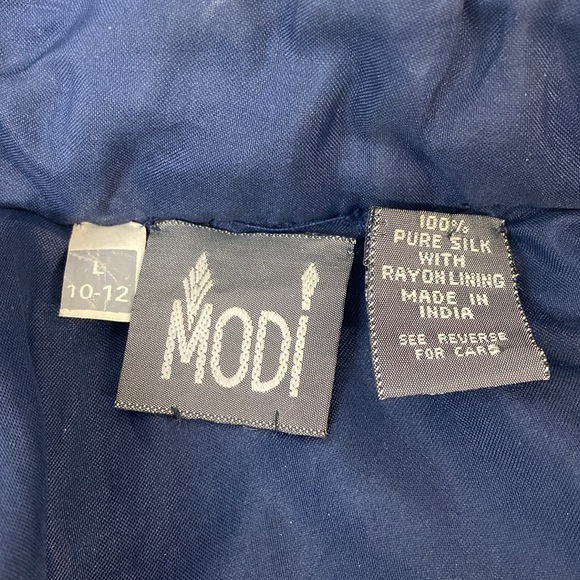 L
10-12
MODI
100%
PURE SILK
WITH
RAYON LINING
MADE IN
INDIA
SEE REVERSE
FOR CARE